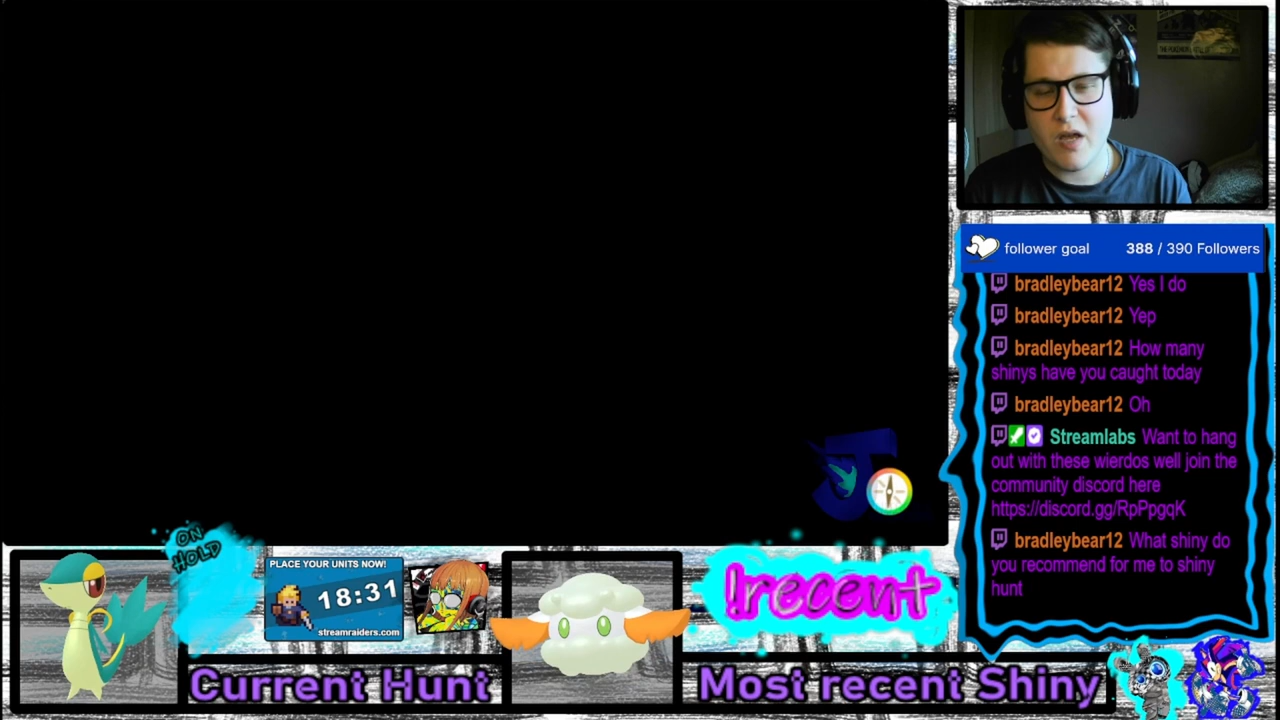 follower goal 388 / 390 Followers
bradleybear12 Yes I do
bradleybear12 Yep
bradleybear12 How many
shinys have you caught today
bradleybear12 Oh
Streamlabs Want to hang
out with these wierdos well join the
community discord here
https://discord.gg/RpPpgqK
bradleybear12 What shiny do
you recommend for me to shiny
hunt
ON
HOLD
PLACE YOUR UNITS NOW!
18:31
streamraiders.com
!recent
Current Hunt
Most recent Shiny